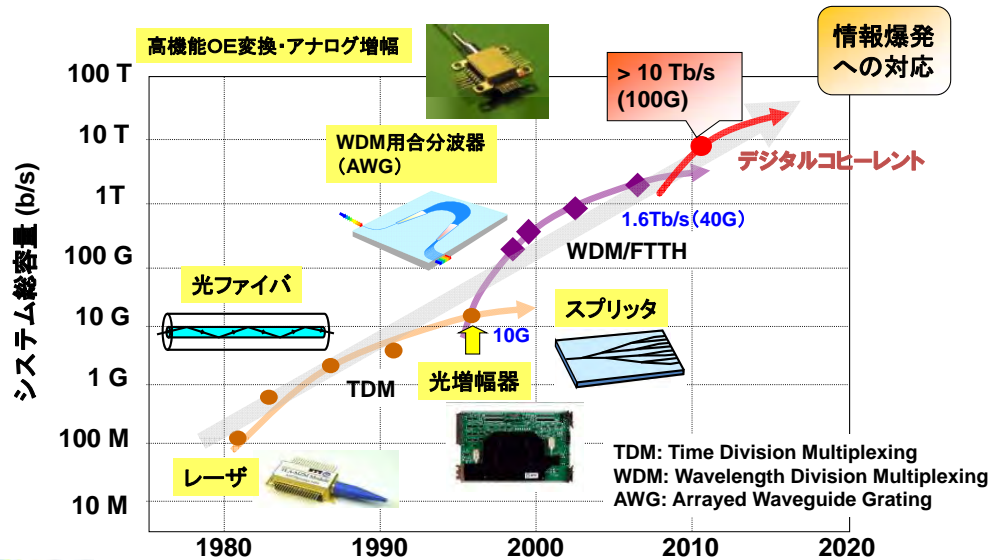 高機能OE変換・アナログ増幅
情報爆発
への対応
> 10 Tb/s
(100G)
100 T
10 T
1T
100 G
10 G
1 G
100 M
10 M
システム総容量 (b/s)
WDM用合分波器
(AWG)
デジタルコヒーレント
1.6Tb/s(40G)
WDM/FTTH
光ファイバ
スプリッタ
10G
TDM
光増幅器
レーザ
TDM: Time Division Multiplexing
WDM: Wavelength Division Multiplexing
AWG: Arrayed Waveguide Grating
1980
1990
2000
2010
2020